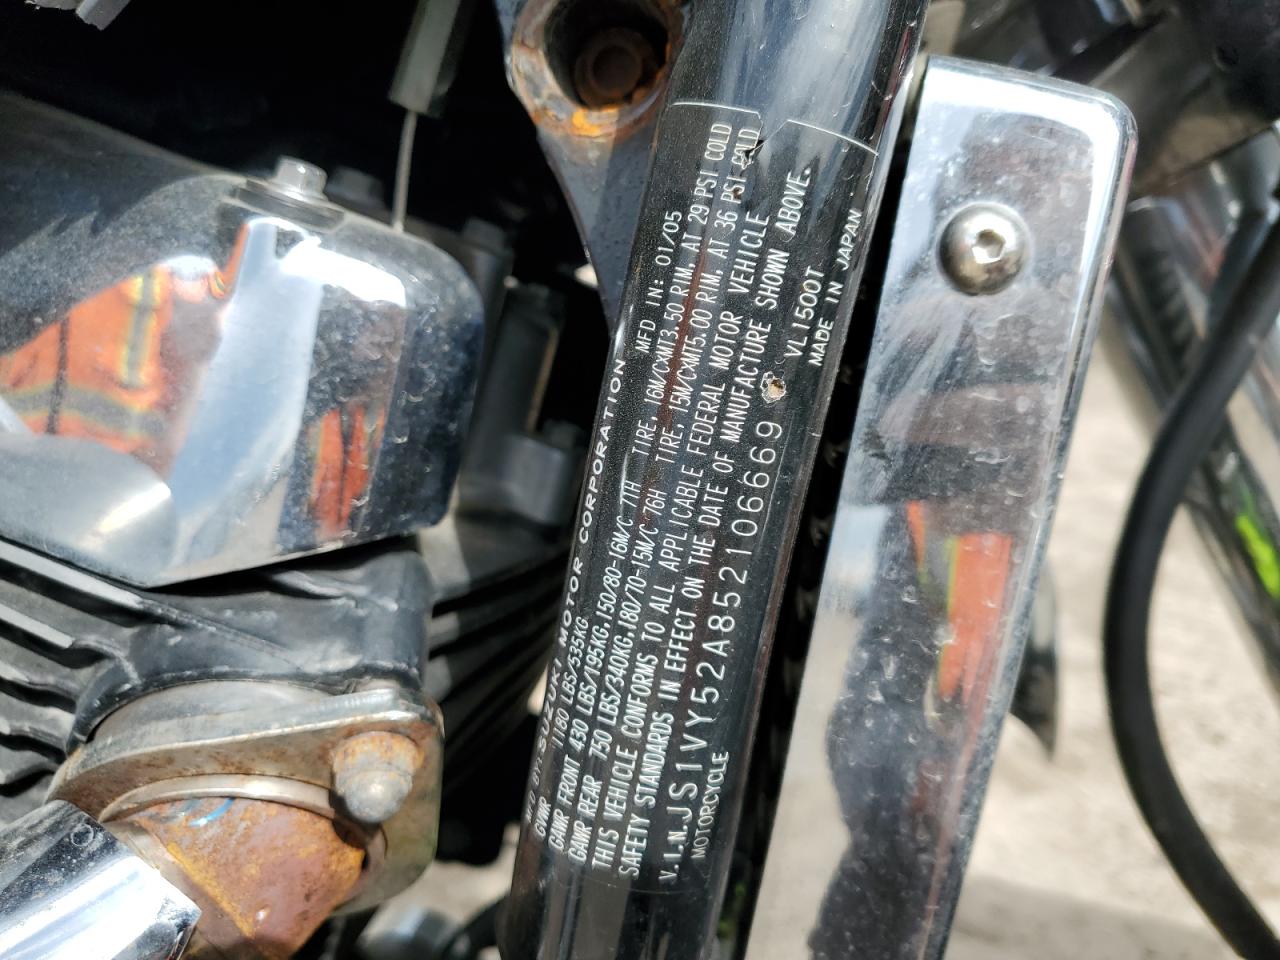 MFD BY: SUZUKI MOTOR CORPORATION MFD IN: 01/05
GVWR 1180 LBS/535KG
GAWR FRONT 430 LBS/195KG, 150/80-16M/C 71H TIRE, 16M/CXMT3.50 RIM, AT 29 PSI COLD
GAWR REAR 750 LBS/340KG, 180/70-15M/C 76H TIRE, 15M/CXMT5.00 RIM, AT 36 PSI COLD
THIS VEHICLE CONFORMS TO ALL APPLICABLE FEDERAL MOTOR VEHICLE
SAFETY STANDARDS IN EFFECT ON THE DATE OF MANUFACTURE SHOWN ABOVE.
V.I.N. JS1VY52A852106669 VL1500T
MOTORCYCLE MADE IN JAPAN